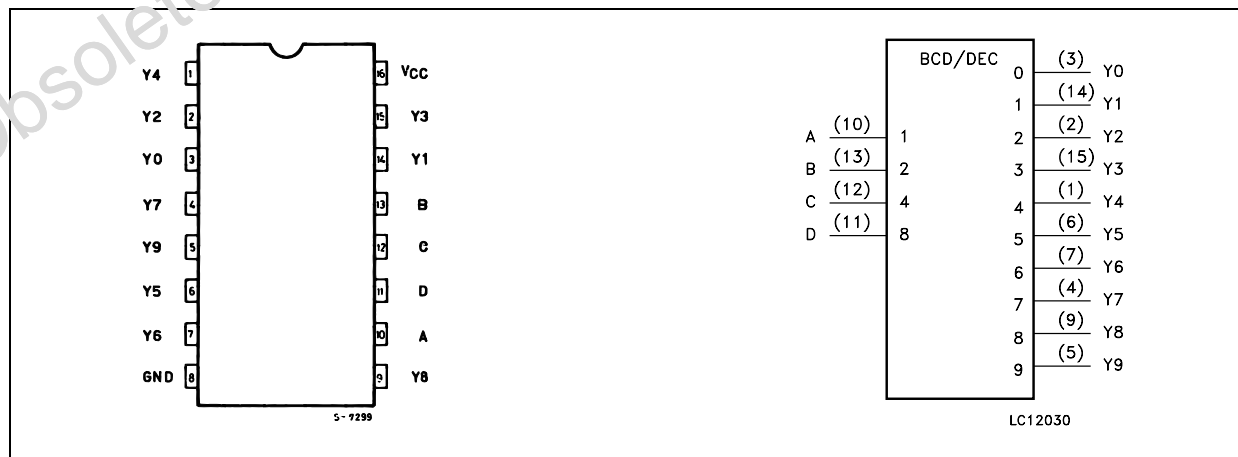 obsolete
Y4 1 16 VCC
Y2 2 15 Y3
Y0 3 14 Y1
Y7 4 13 B
Y9 5 12 C
Y5 6 11 D
Y6 7 10 A
GND 8 9 Y8
S-7299
BCD/DEC
0 (3) Y0
1 (14) Y1
A (10) 1 2 (2) Y2
B (13) 2 3 (15) Y3
C (12) 4 4 (1) Y4
D (11) 8 5 (6) Y5
6 (7) Y6
7 (4) Y7
8 (9) Y8
9 (5) Y9
LC12030